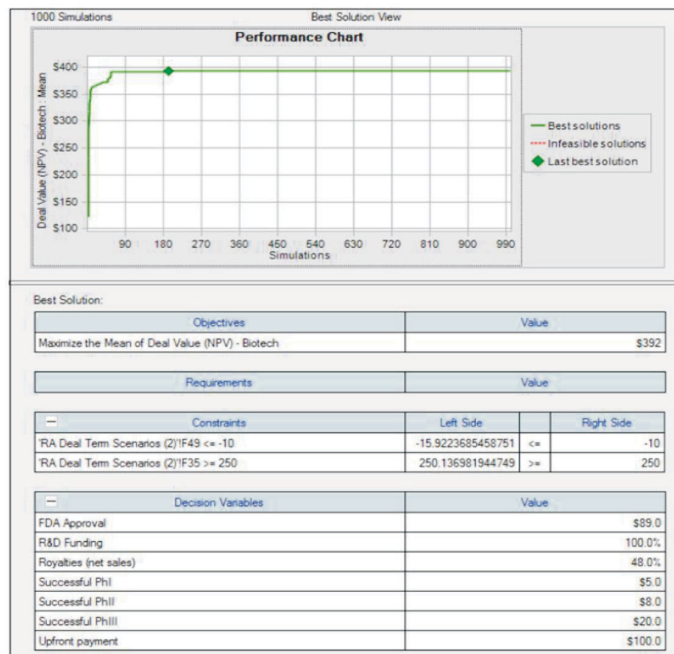 1000 Simulations Best Solution View
Performance Chart
Deal Value (NPV) - Biotech : Mean
$400
$350
$300
$250
$200
$150
$100
90 180 270 360 450 540 630 720 810 900 990
Simulations
Best solutions
Infeasible solutions
Last best solution
Best Solution:
Objectives Value
Maximize the Mean of Deal Value (NPV) - Biotech $392
Requirements Value
Constraints Left Side Right Side
'RA Deal Term Scenarios (2)'!F49 <= -10 -15.9223685458751 <= -10
'RA Deal Term Scenarios (2)'!F35 >= 250 250.136981944749 >= 250
Decision Variables Value
FDA Approval $89.0
R&D Funding 100.0%
Royalties (net sales) 48.0%
Successful PhI $5.0
Successful PhII $8.0
Successful PhIII $20.0
Upfront payment $100.0